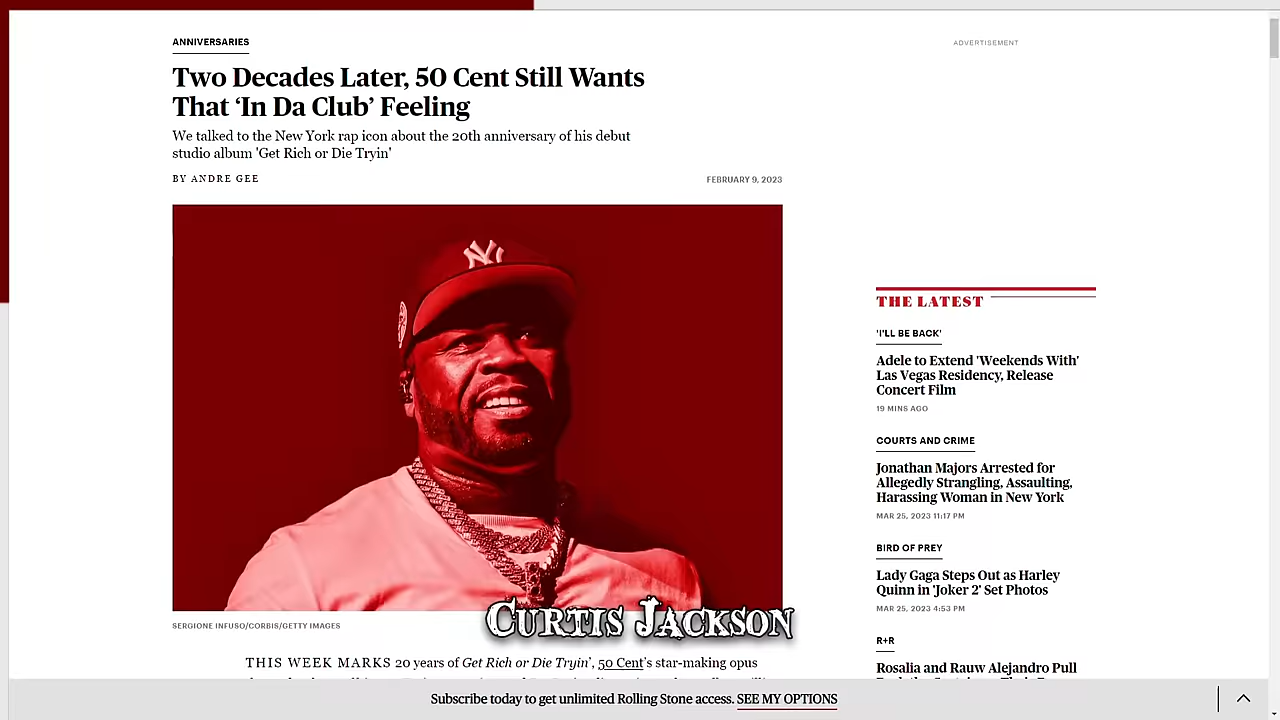 ANNIVERSARIES
ADVERTISEMENT
Two Decades Later, 50 Cent Still Wants
That ‘In Da Club’ Feeling
We talked to the New York rap icon about the 20th anniversary of his debut
studio album 'Get Rich or Die Tryin'
BY ANDRE GEE
FEBRUARY 9, 2023
NY
CURTIS JACKSON
SERGIONE INFUSO/CORBIS/GETTY IMAGES
THIS WEEK MARKS 20 years of Get Rich or Die Tryin’, 50 Cent’s star-making opus
THE LATEST
'I'LL BE BACK'
Adele to Extend 'Weekends With'
Las Vegas Residency, Release
Concert Film
19 MINS AGO
COURTS AND CRIME
Jonathan Majors Arrested for
Allegedly Strangling, Assaulting,
Harassing Woman in New York
MAR 25, 2023 11:17 PM
BIRD OF PREY
Lady Gaga Steps Out as Harley
Quinn in 'Joker 2' Set Photos
MAR 25, 2023 4:53 PM
R+R
Rosalia and Rauw Alejandro Pull
Subscribe today to get unlimited Rolling Stone access. SEE MY OPTIONS